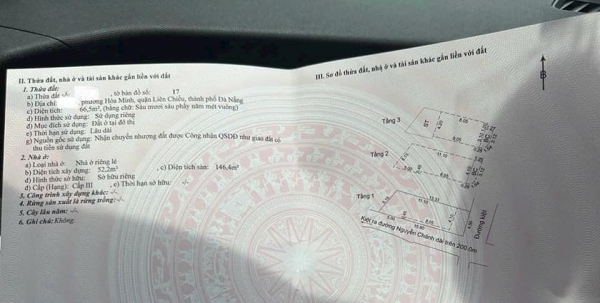 II. Thửa đất, nhà ở và tài sản khác gắn liền với đất
1. Thửa đất:
a) Thửa đất , tờ bản đồ số: 17
b) Địa chỉ: , phường Hòa Minh, quận Liên Chiểu, thành phố Đà Nẵng
c) Diện tích: 66,5m², (bằng chữ: Sáu mươi sáu phẩy năm mét vuông)
d) Hình thức sử dụng: Sử dụng riêng
đ) Mục đích sử dụng: Đất ở tại đô thị
e) Thời hạn sử dụng: Lâu dài
g) Nguồn gốc sử dụng: Nhận chuyển nhượng đất được Công nhận QSDĐ như giao đất có
thu tiền sử dụng đất
2. Nhà ở:
a) Loại nhà ở: Nhà ở riêng lẻ
b) Diện tích xây dựng: 52,2m² , c) Diện tích sàn: 146,4m²
d) Hình thức sở hữu: Sở hữu riêng
đ) Cấp (Hạng): Cấp III , e) Thời hạn sở hữu: -/-
3. Công trình xây dựng khác: -/-
4. Rừng sản xuất là rừng trồng: -/-
5. Cây lâu năm: -/-
6. Ghi chú: Không.
III. Sơ đồ thửa đất, nhà ở và tài sản khác gắn liền với đất
B
Tầng 3
ST
Tầng 2
Tầng 1
Đường Mới
Kiệt ra đường Nguyễn Chánh dài trên 200.0m